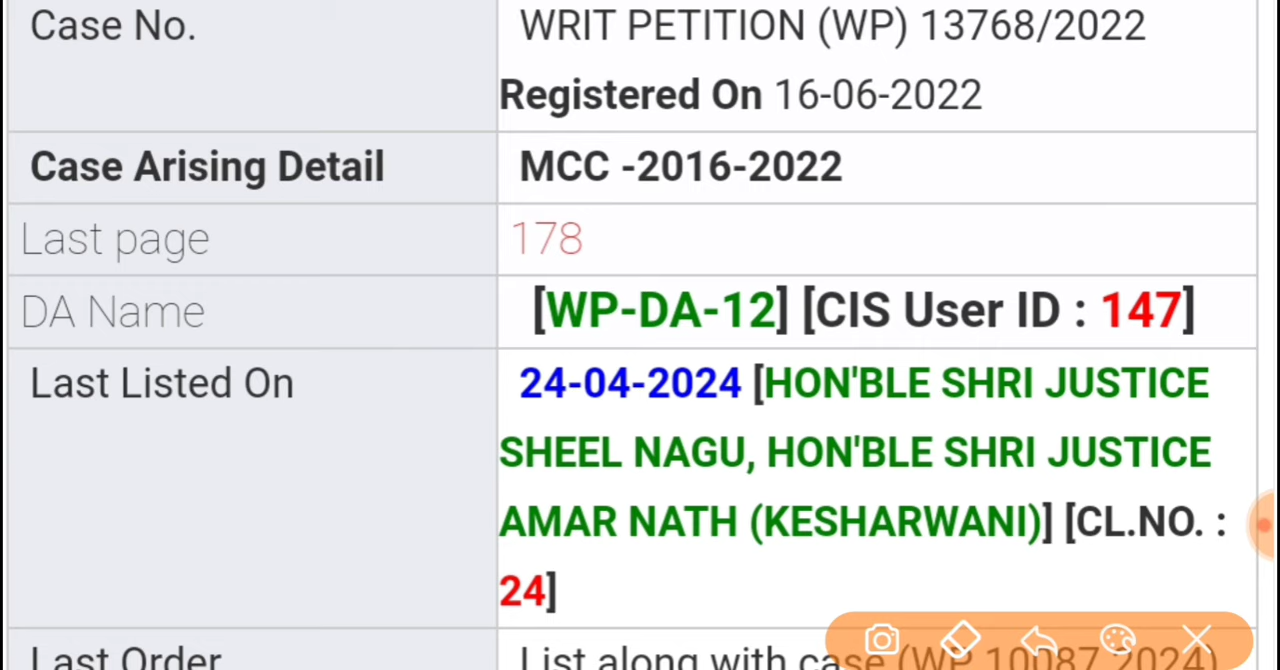 Case No. WRIT PETITION (WP) 13768/2022
Registered On 16-06-2022
Case Arising Detail MCC -2016-2022
Last page 178
DA Name [WP-DA-12] [CIS User ID : 147]
Last Listed On 24-04-2024 [HON'BLE SHRI JUSTICE
SHEEL NAGU, HON'BLE SHRI JUSTICE
AMAR NATH (KESHARWANI)] [CL.NO. :
24]
Last Order List along with case (WP 10087 2024)